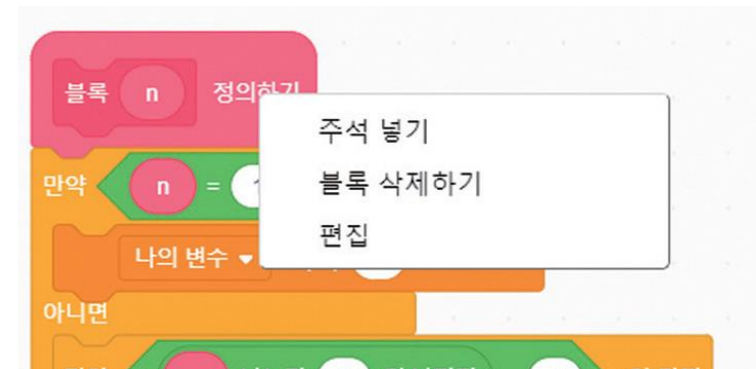 블록 n 정의하기
주석 넣기
블록 삭제하기
편집
만약 n =
나의 변수
아니면